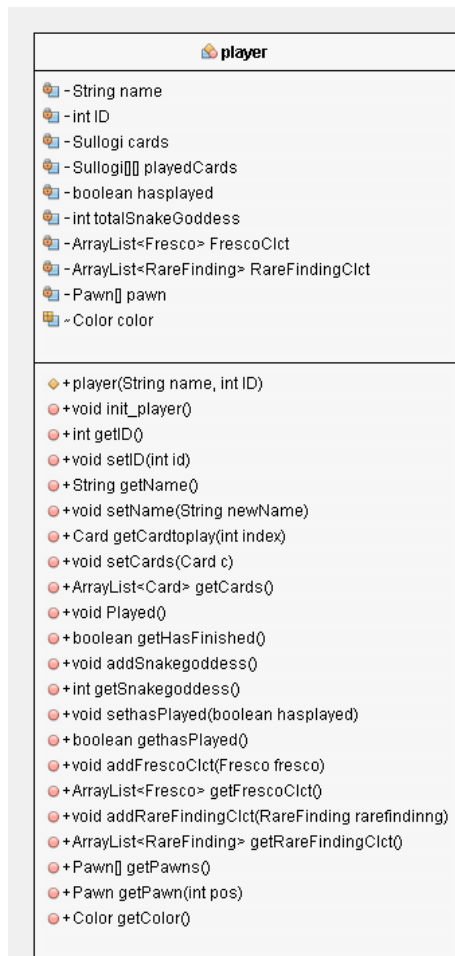 player
-String name
-int ID
-Sullogi cards
-Sullogi[][] playedCards
-boolean hasplayed
-int totalSnakeGoddess
-ArrayList<Fresco> FrescoClct
-ArrayList<RareFinding> RareFindingClct
-Pawn[] pawn
~Color color
+player(String name, int ID)
+void init_player()
+int getID()
+void setID(int id)
+String getName()
+void setName(String newName)
+Card getCardtoplay(int index)
+void setCards(Card c)
+ArrayList<Card> getCards()
+void Played()
+boolean getHasFinished()
+void addSnakegoddess()
+int getSnakegoddess()
+void sethasPlayed(boolean hasplayed)
+boolean gethasPlayed()
+void addFrescoClct(Fresco fresco)
+ArrayList<Fresco> getFrescoClct()
+void addRareFindingClct(RareFinding rarefindinng)
+ArrayList<RareFinding> getRareFindingClct()
+Pawn[] getPawns()
+Pawn getPawn(int pos)
+Color getColor()